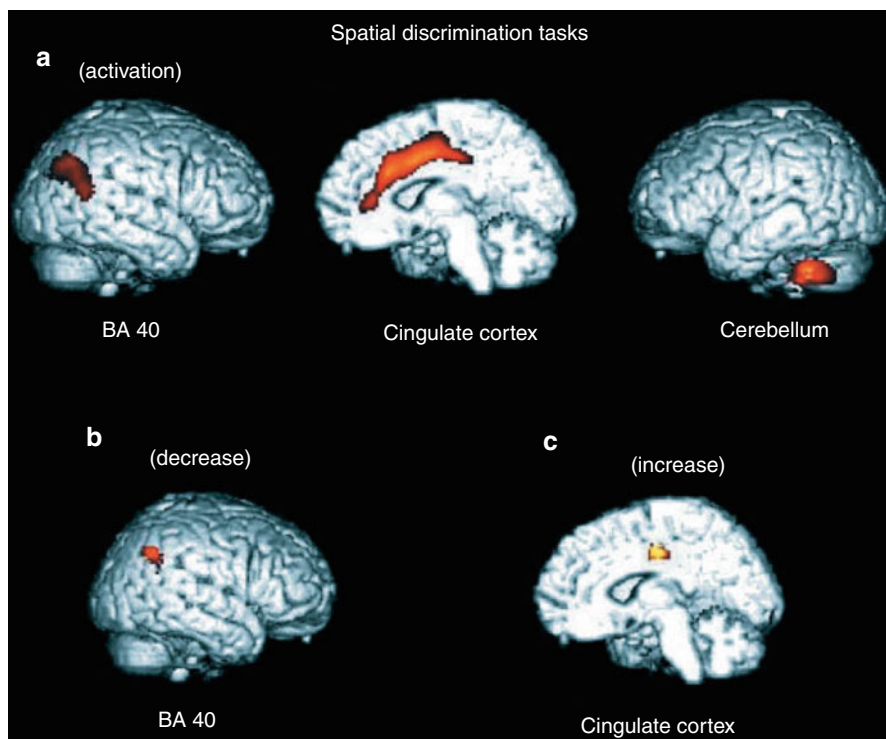 Spatial discrimination tasks
a
(activation)
BA 40
Cingulate cortex
Cerebellum
b
(decrease)
BA 40
c
(increase)
Cingulate cortex